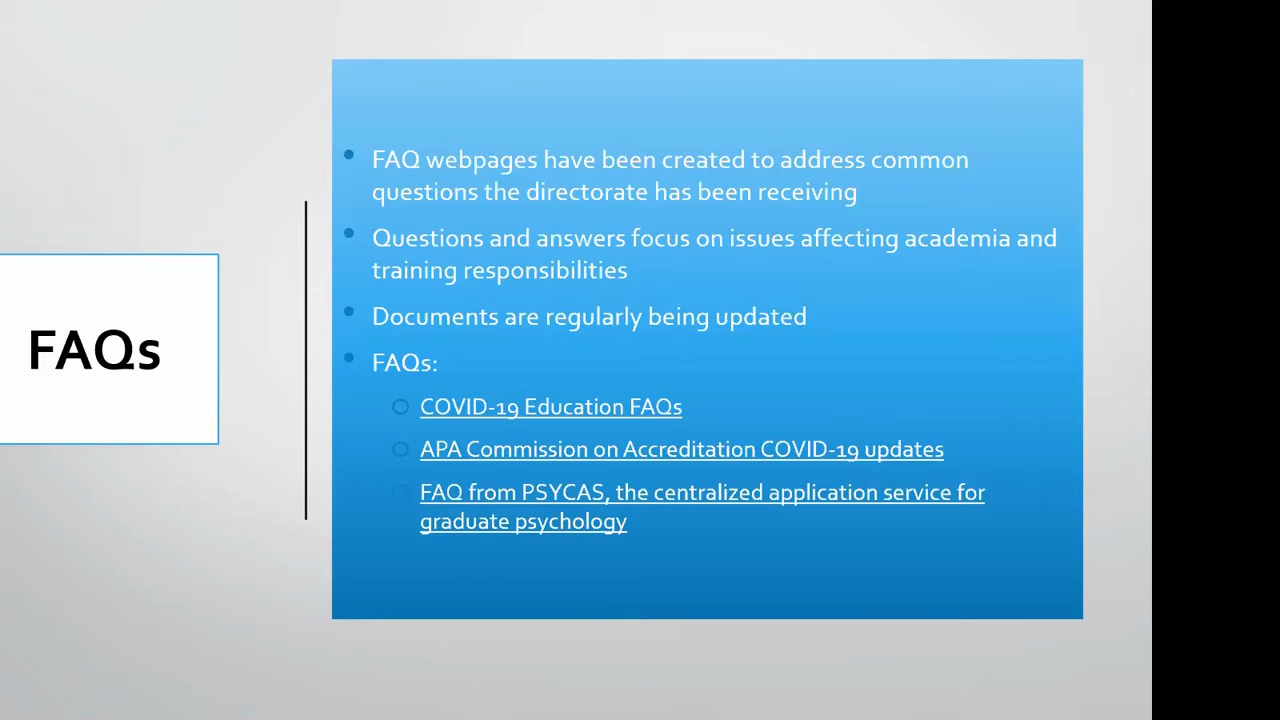 FAQs
FAQ webpages have been created to address common
questions the directorate has been receiving
Questions and answers focus on issues affecting academia and
training responsibilities
Documents are regularly being updated
FAQs:
COVID-19 Education FAQs
APA Commission on Accreditation COVID-19 updates
FAQ from PSYCAS, the centralized application service for
graduate psychology